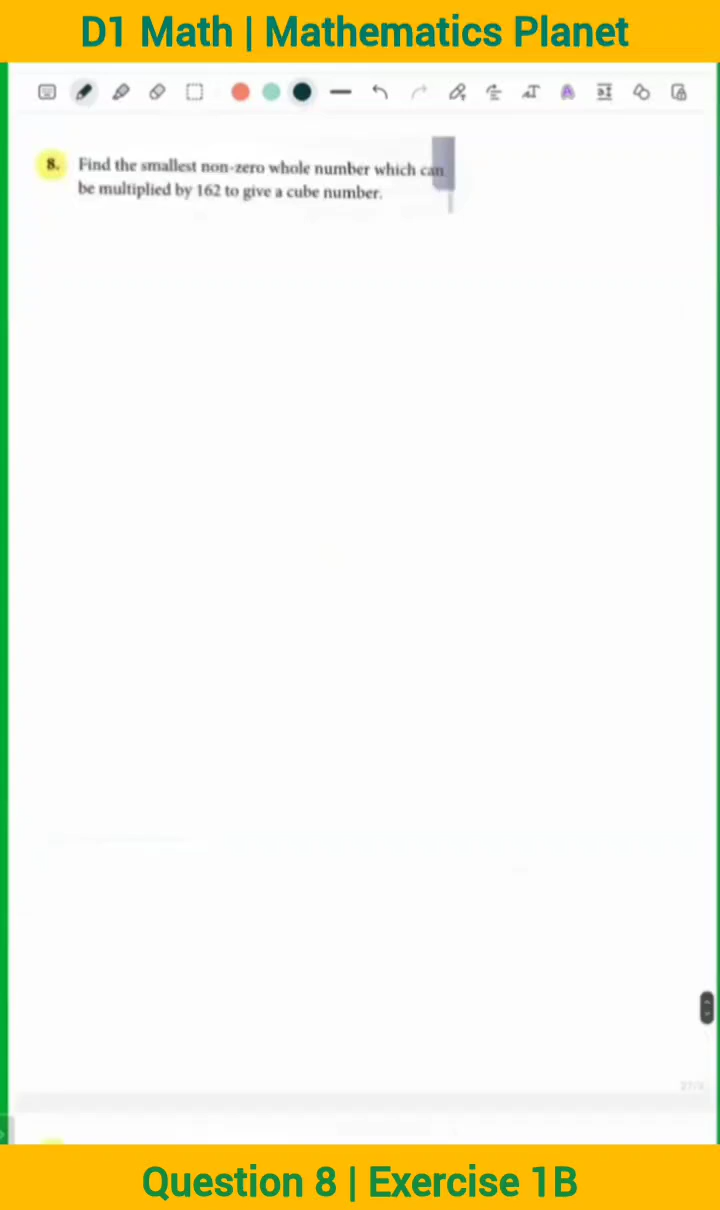 D1 Math | Mathematics Planet
8. Find the smallest non-zero whole number which can
be multiplied by 162 to give a cube number.
Question 8 | Exercise 1B